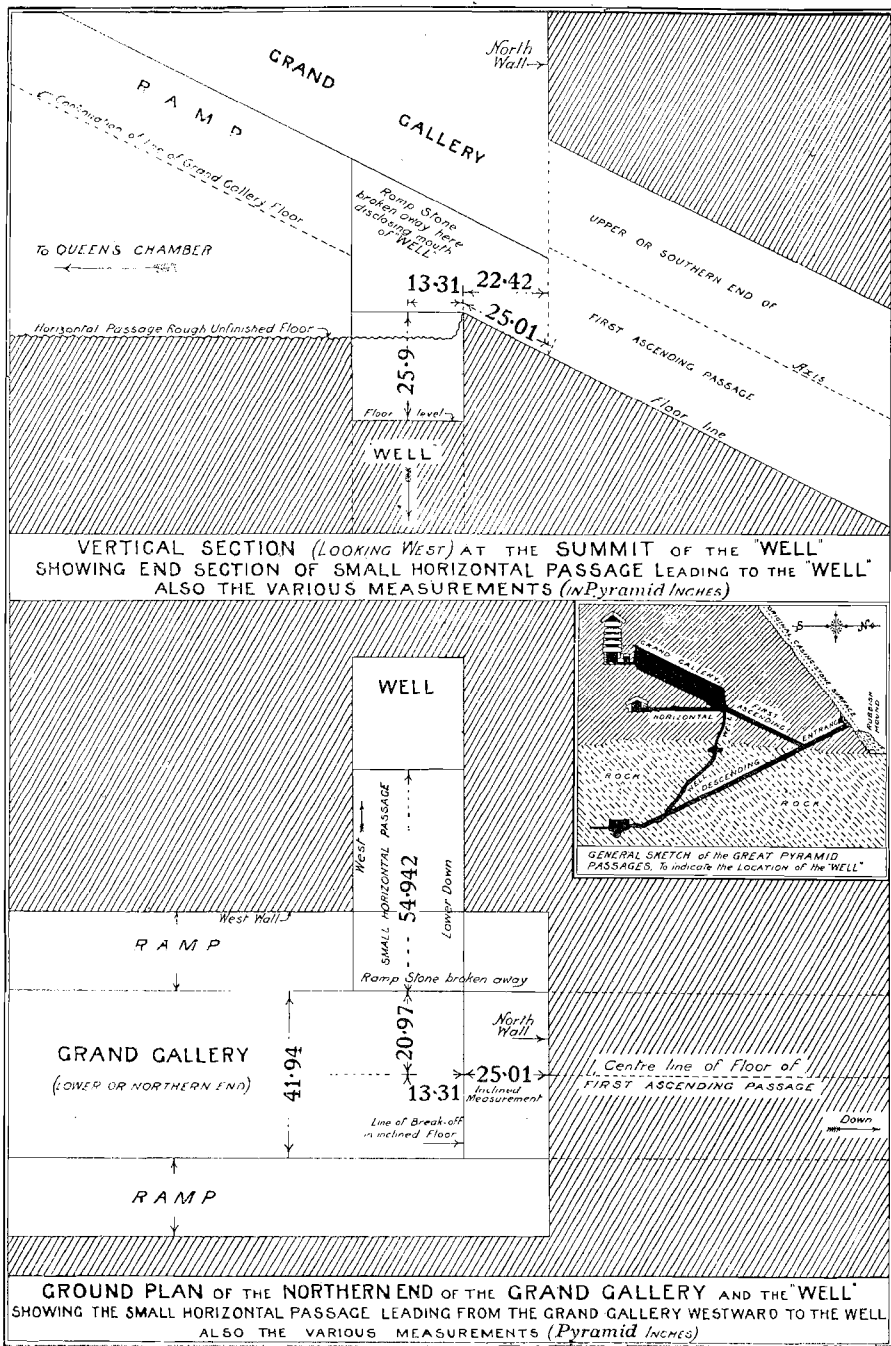 North
Wall
GRAND
GALLERY
RAMP
Continuation of line of Grand Gallery Floor
Ramp Stone
broken away here
disclosing mouth
of "WELL"
UPPER OR SOUTHERN END OF
FIRST ASCENDING PASSAGE
To QUEEN'S CHAMBER
13·31
22·42
25·01
AXIS
Horizontal Passage Rough Unfinished Floor
25·9
Floor line
Floor level
"WELL"
VERTICAL SECTION (LOOKING WEST) AT THE SUMMIT OF THE "WELL"
SHOWING END SECTION OF SMALL HORIZONTAL PASSAGE LEADING TO THE "WELL"
ALSO THE VARIOUS MEASUREMENTS (IN Pyramid INCHES)
S
N
ORIGINAL CASING STONE SURFACE
GRAND GALLERY
RUBBISH
MOUND
FIRST
ASCENDING
HORIZONTAL
ENTRANCE
WELL
DESCENDING
ROCK
ROCK
GENERAL SKETCH of the GREAT PYRAMID
PASSAGES, To indicate the LOCATION of the "WELL"
WELL
West
SMALL HORIZONTAL PASSAGE
54·942
Lower Down
West Wall
RAMP
Ramp Stone broken away
North
Wall
20·97
41·94
GRAND GALLERY
(LOWER OR NORTHERN END)
13·31
25·01
Inclined
Measurement
Centre line of Floor of
FIRST ASCENDING PASSAGE
Line of Break-off
in inclined Floor
Down
RAMP
GROUND PLAN OF THE NORTHERN END OF THE GRAND GALLERY AND THE "WELL"
SHOWING THE SMALL HORIZONTAL PASSAGE LEADING FROM THE GRAND GALLERY WESTWARD TO THE WELL
ALSO THE VARIOUS MEASUREMENTS (Pyramid INCHES)